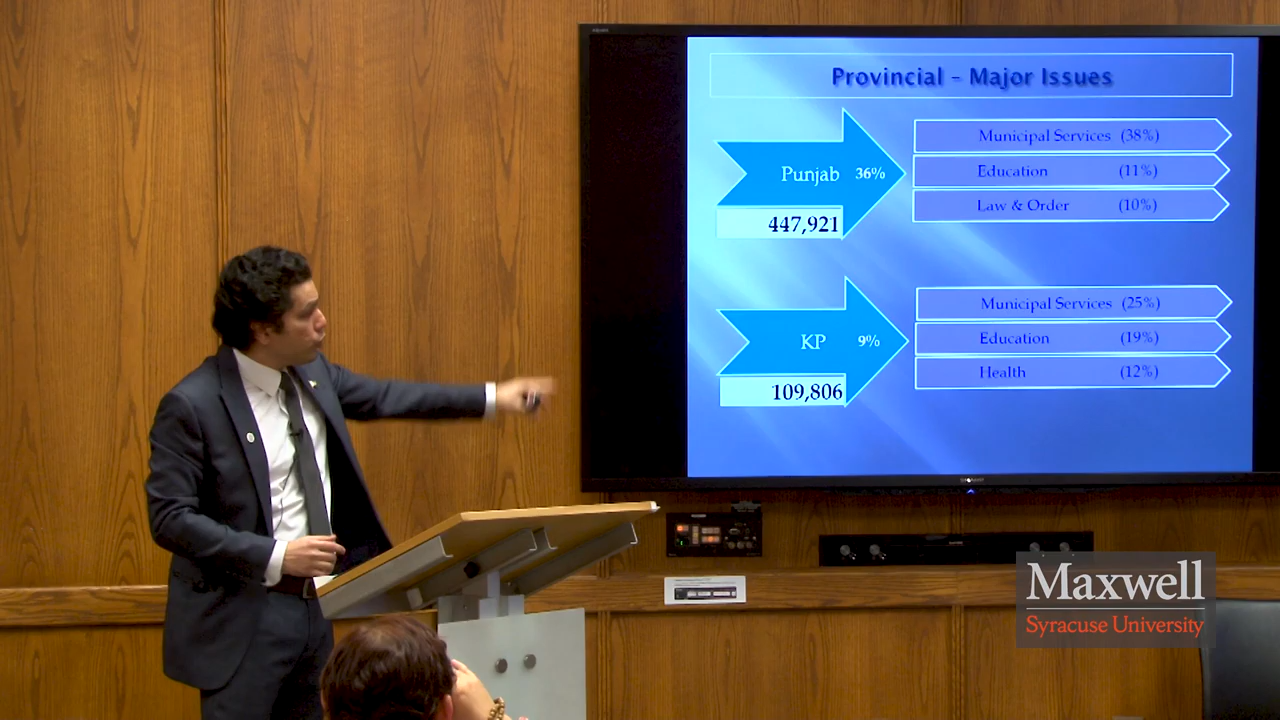 Provincial – Major Issues
Punjab 36%
447,921
Municipal Services (38%)
Education (11%)
Law & Order (10%)
KP 9%
109,806
Municipal Services (25%)
Education (19%)
Health (12%)
Maxwell
Syracuse University